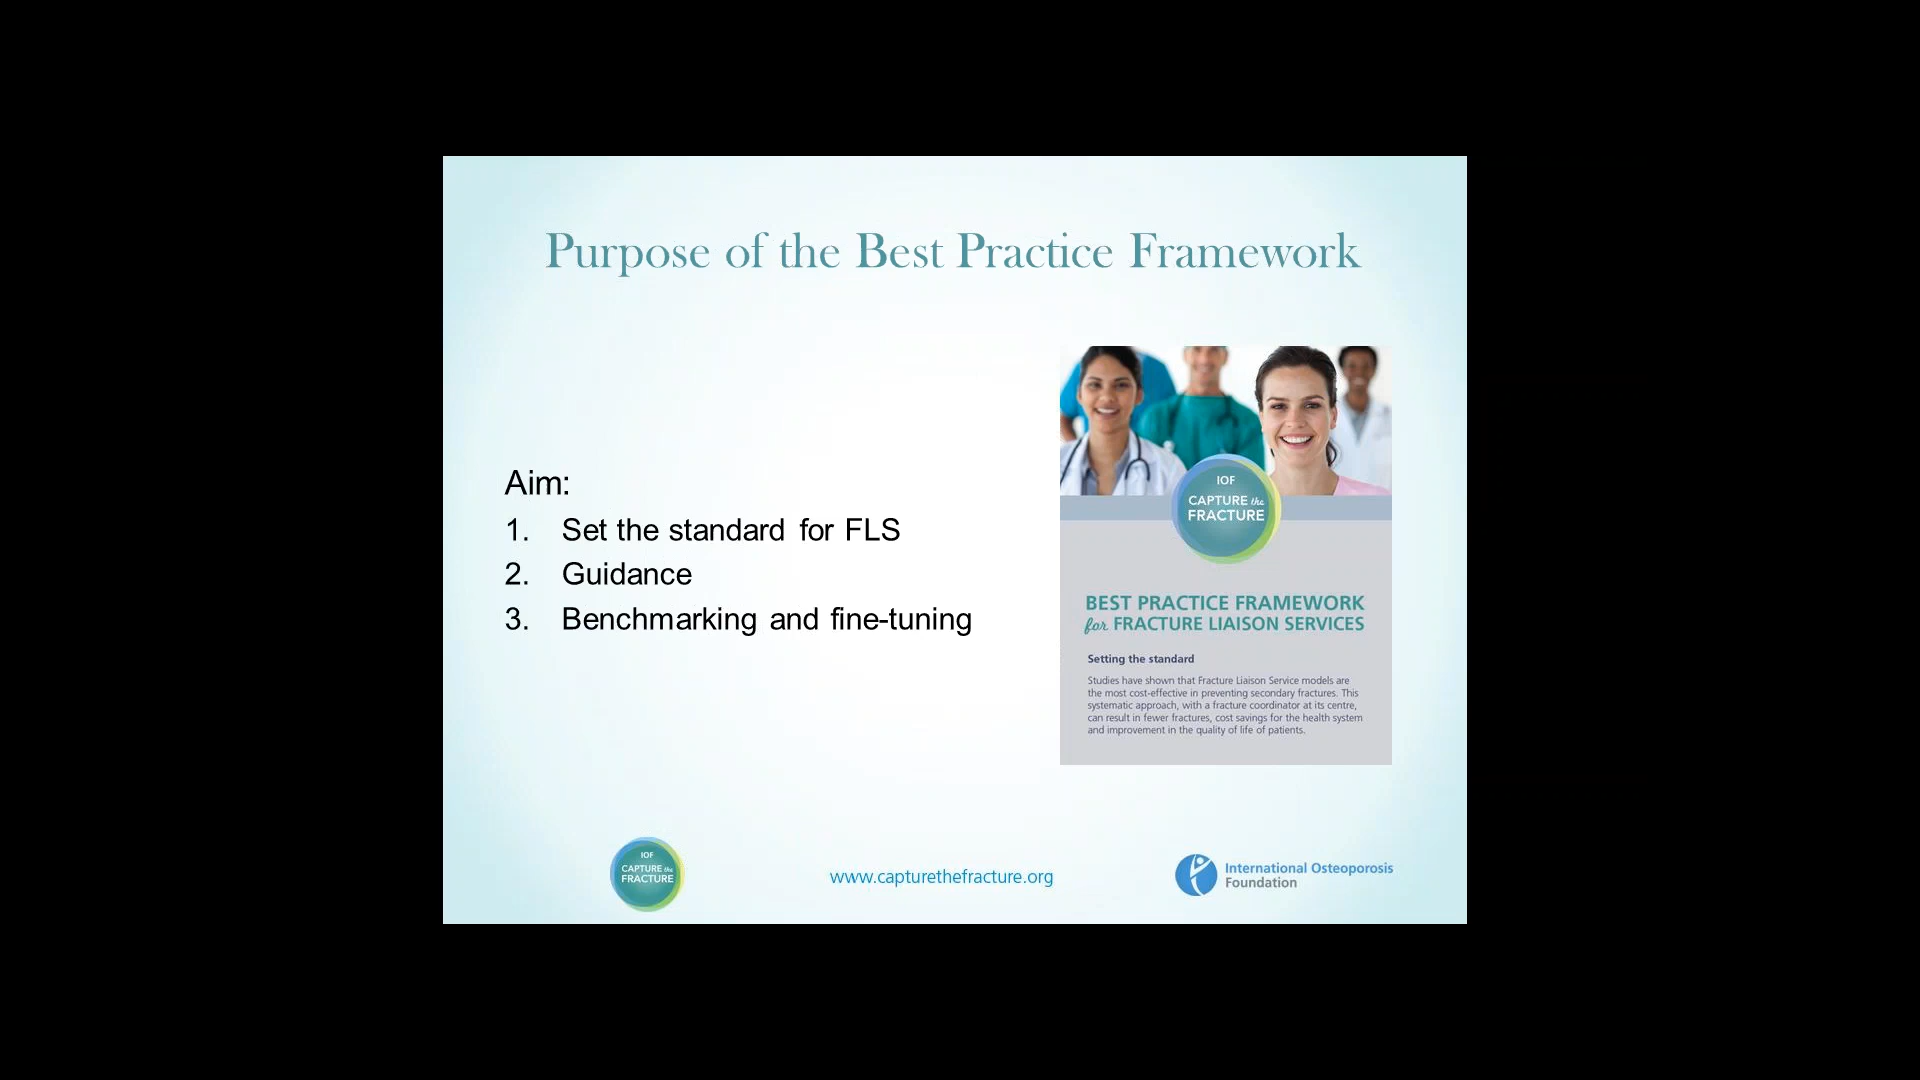 Purpose of the Best Practice Framework
Aim:
1. Set the standard for FLS
2. Guidance
3. Benchmarking and fine-tuning
IOF
CAPTURE the
FRACTURE
BEST PRACTICE FRAMEWORK
for FRACTURE LIAISON SERVICES
Setting the standard
Studies have shown that Fracture Liaison Service models are
the most cost-effective in preventing secondary fractures. This
systematic approach, with a fracture coordinator at its centre,
can result in fewer fractures, cost savings for the health system
and improvement in the quality of life of patients.
IOF
CAPTURE the
FRACTURE
www.capturethefracture.org
International Osteoporosis
Foundation